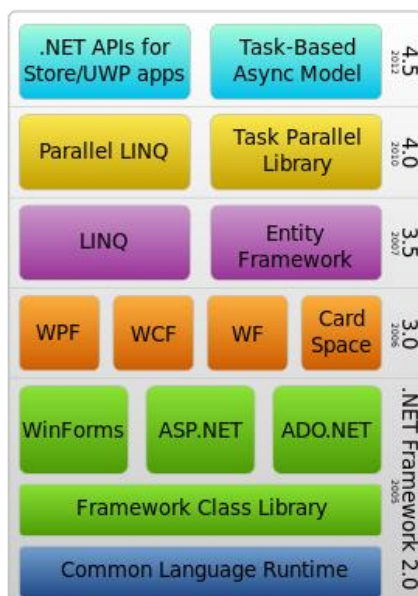 .NET APIs for
Store/UWP apps
Task-Based
Async Model
4.5
2012
Parallel LINQ
Task Parallel
Library
4.0
2010
LINQ
Entity
Framework
3.5
2007
WPF
WCF
WF
Card
Space
3.0
2006
WinForms
ASP.NET
ADO.NET
Framework Class Library
Common Language Runtime
.NET Framework 2.0
2005